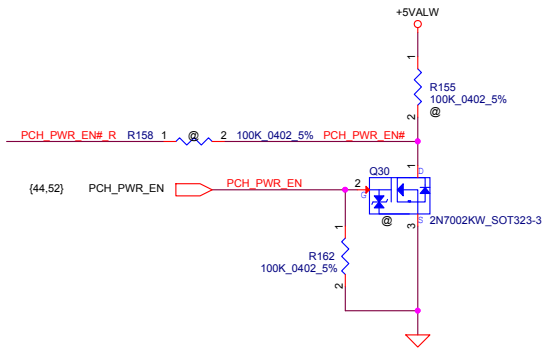 +5VALW
1
R155
100K_0402_5%
2
@
PCH_PWR_EN#_R R158 1 @ 2 100K_0402_5% PCH_PWR_EN#
Q30
1
D
{44,52} PCH_PWR_EN PCH_PWR_EN 2
G
@
3
S
2N7002KW_SOT323-3
1
R162
100K_0402_5%
2